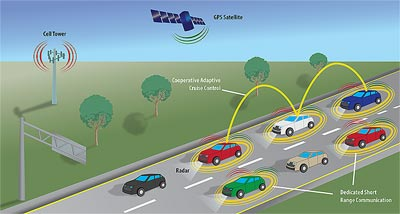 GPS Satellite
Cell Tower
Cooperative Adaptive
Cruise Control
Radar
Dedicated Short
Range Communication